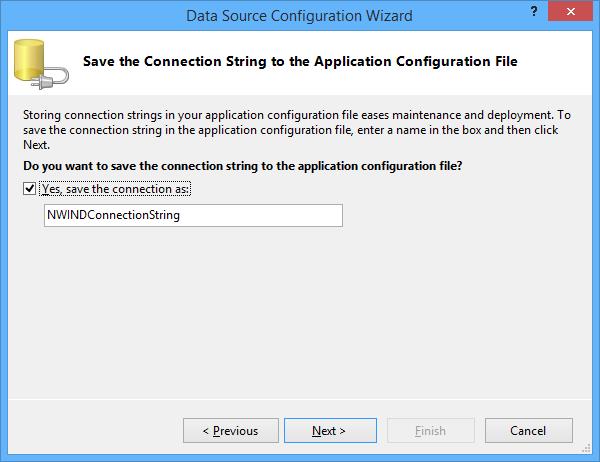 Data Source Configuration Wizard
?
Save the Connection String to the Application Configuration File
Storing connection strings in your application configuration file eases maintenance and deployment. To
save the connection string in the application configuration file, enter a name in the box and then click
Next.
Do you want to save the connection string to the application configuration file?
Yes, save the connection as:
NWINDConnectionString
< Previous
Next >
Finish
Cancel